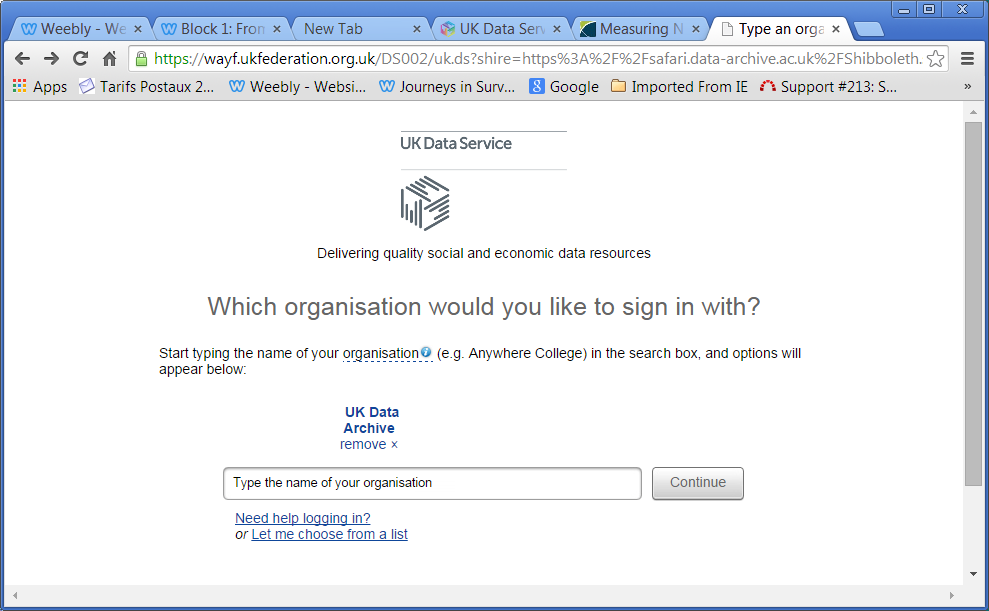 Weebly - We
Block 1: Fron
New Tab
UK Data Serv
Measuring N
Type an orga
https://wayf.ukfederation.org.uk/DS002/uk.ds?shire=https%3A%2F%2Fsafari.data-archive.ac.uk%2FShibboleth.
Apps
Tarifs Postaux 2...
Weebly - Websi...
Journeys in Surv...
Google
Imported From IE
Support #213: S...
»
UK Data Service
Delivering quality social and economic data resources
Which organisation would you like to sign in with?
Start typing the name of your organisation (e.g. Anywhere College) in the search box, and options will
appear below:
UK Data
Archive
remove ×
Type the name of your organisation
Continue
Need help logging in?
or Let me choose from a list